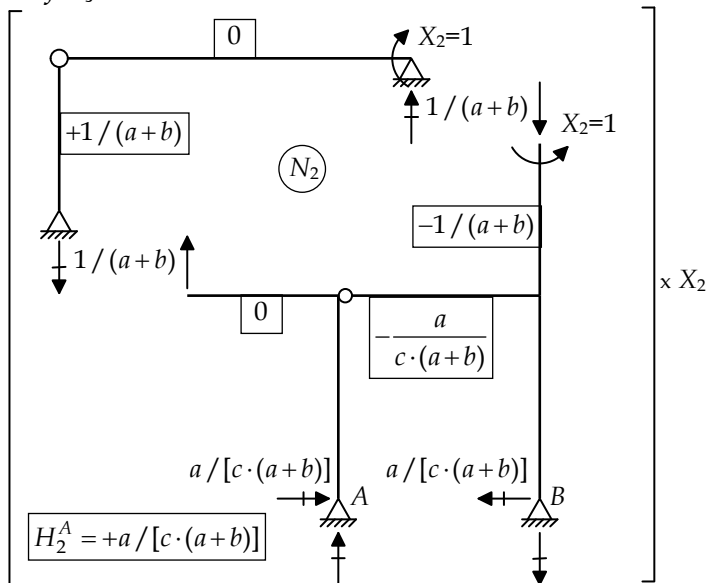 0
X₂=1
+1/(a+b)
1/(a+b)
X₂=1
N₂
−1/(a+b)
1/(a+b)
0
−a/(c·(a+b))
x X₂
a/[c·(a+b)]
A
a/[c·(a+b)]
B
H₂ᴬ = +a/[c·(a+b)]